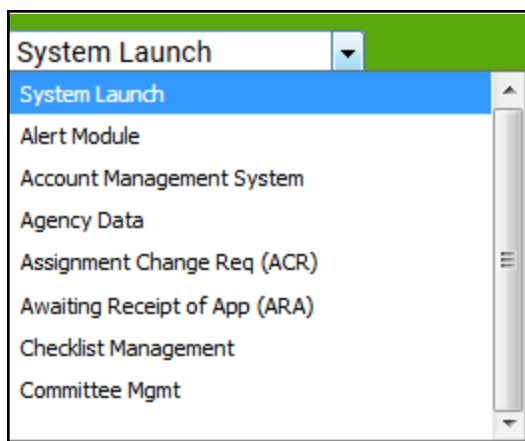 System Launch
System Launch
Alert Module
Account Management System
Agency Data
Assignment Change Req (ACR)
Awaiting Receipt of App (ARA)
Checklist Management
Committee Mgmt